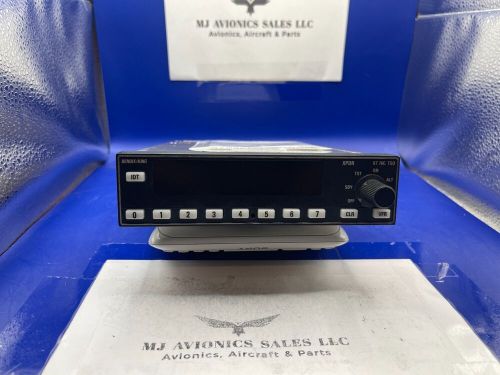 MJ AVIONICS SALES LLC
Avionics, Aircraft & Parts
BENDIX/KING
XPDR
KT 76C TSO
IDT
TST
ON
ALT
SBY
OFF
0 1 2 3 4 5 6 7 CLR VFR
MJ AVIONICS SALES LLC
Avionics, Aircraft & Parts